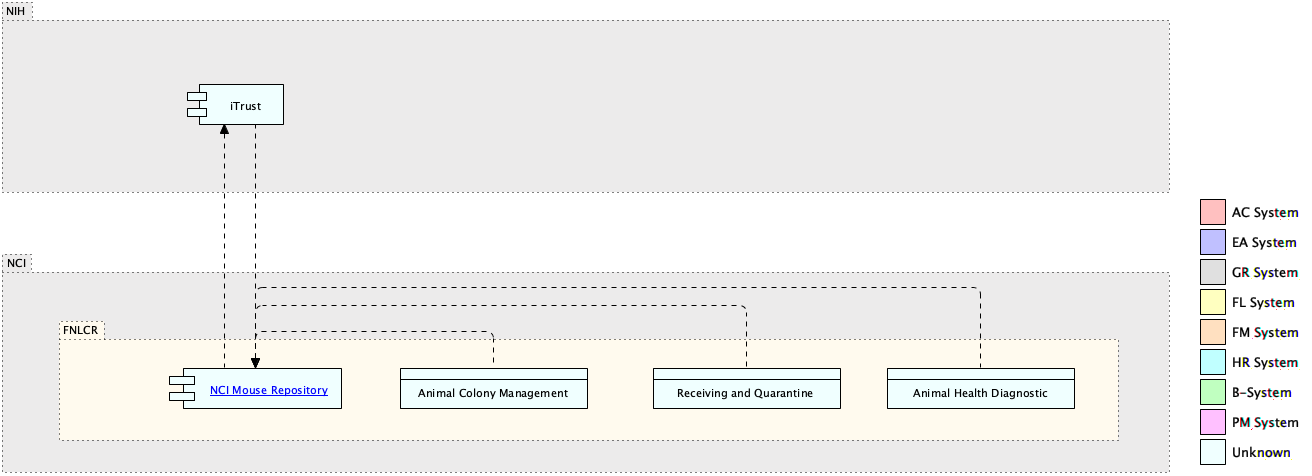 NIH
iTrust
NCI
FNLCR
NCI Mouse Repository
Animal Colony Management
Receiving and Quarantine
Animal Health Diagnostic
AC System
EA System
GR System
FL System
FM System
HR System
B-System
PM System
Unknown